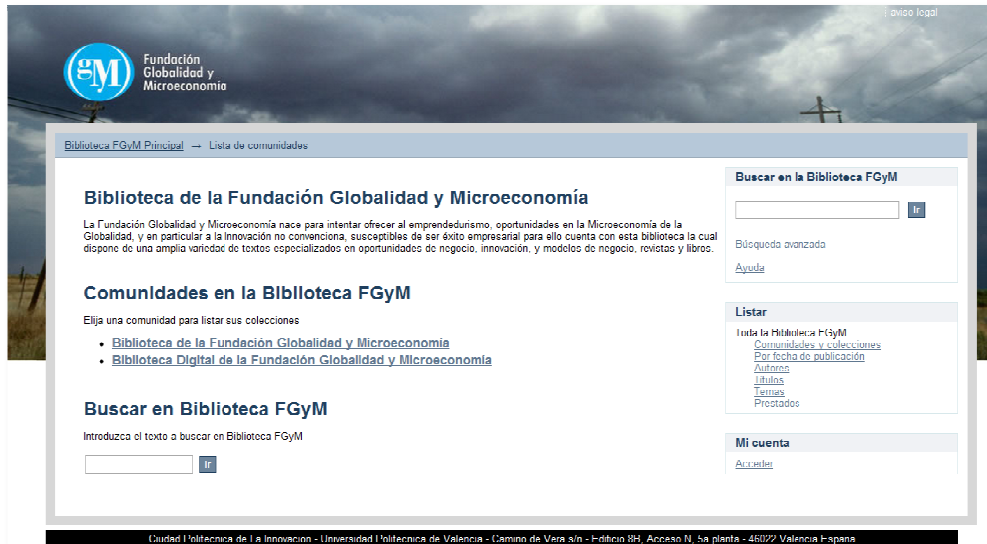 | aviso legal
gM
Fundación
Globalidad y
Microeconomía
Biblioteca FGyM Principal → Lista de comunidades
Biblioteca de la Fundación Globalidad y Microeconomía
La Fundación Globalidad y Microeconomía nace para intentar ofrecer al emprendedurismo, oportunidades en la Microeconomía de la
Globalidad, y en particular a la Innovación no convenciona, susceptibles de ser éxito empresarial para ello cuenta con esta biblioteca la cual
dispone de una amplia variedad de textos especializados en oportunidades de negocio, innovación, y modelos de negocio, revistas y libros.
Comunidades en la Biblioteca FGyM
Elija una comunidad para listar sus colecciones
• Biblioteca de la Fundación Globalidad y Microeconomía
• Biblioteca Digital de la Fundación Globalidad y Microeconomía
Buscar en Biblioteca FGyM
Introduzca el texto a buscar en Biblioteca FGyM
Ir
Buscar en la Biblioteca FGyM
Ir
Búsqueda avanzada
Ayuda
Listar
Toda la Biblioteca FGyM
Comunidades y colecciones
Por fecha de publicación
Autores
Títulos
Temas
Prestados
Mi cuenta
Acceder
Ciudad Politecnica de La Innovacion - Universidad Politecnica de Valencia - Camino de Vera s/n - Edificio 8B, Acceso N, 5a planta - 46022 Valencia Espana